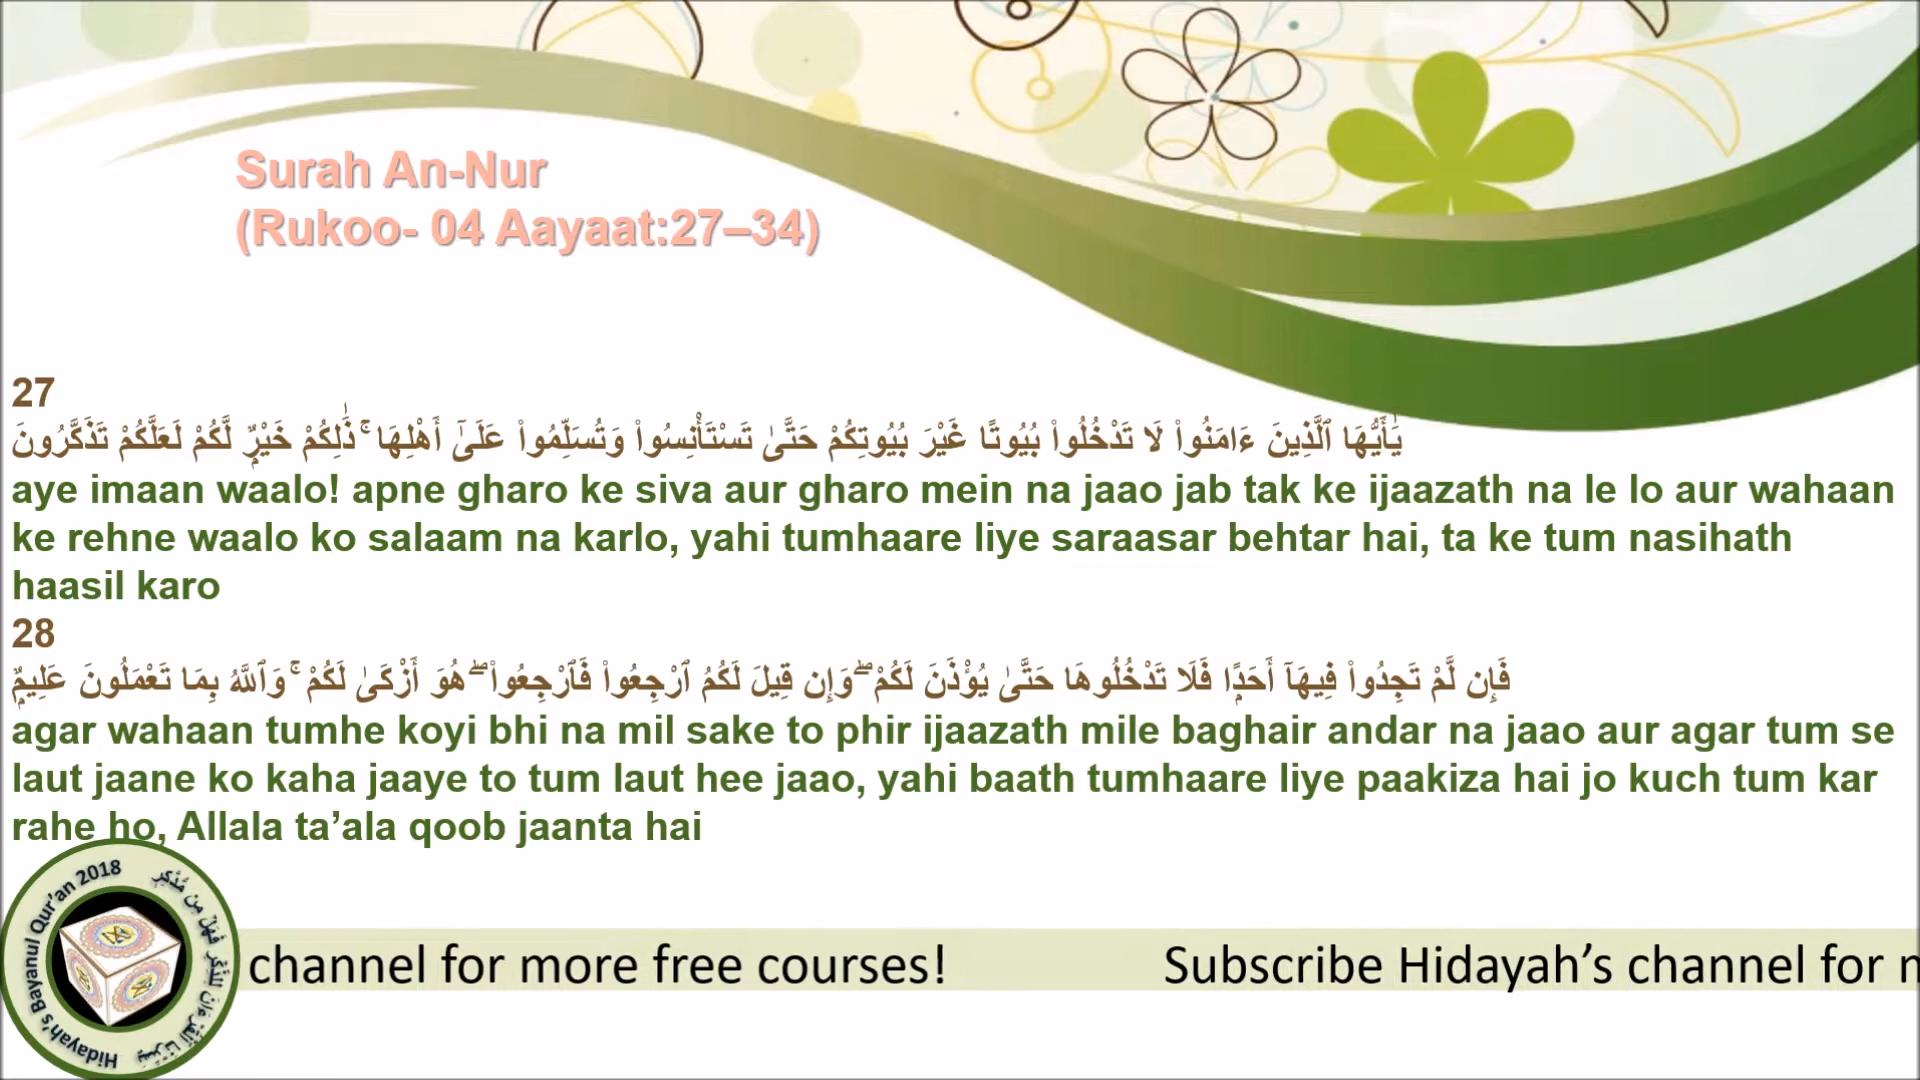 Surah An-Nur
(Rukoo- 04 Aayaat:27–34)
27
يَٰٓأَيُّهَا ٱلَّذِينَ ءَامَنُوا۟ لَا تَدْخُلُوا۟ بُيُوتًا غَيْرَ بُيُوتِكُمْ حَتَّىٰ تَسْتَأْنِسُوا۟ وَتُسَلِّمُوا۟ عَلَىٰٓ أَهْلِهَا ۚ ذَٰلِكُمْ خَيْرٌ لَّكُمْ لَعَلَّكُمْ تَذَكَّرُونَ
aye imaan waalo! apne gharo ke siva aur gharo mein na jaao jab tak ke ijaazath na le lo aur wahaan
ke rehne waalo ko salaam na karlo, yahi tumhaare liye saraasar behtar hai, ta ke tum nasihath
haasil karo
28
فَإِن لَّمْ تَجِدُوا۟ فِيهَآ أَحَدًا فَلَا تَدْخُلُوهَا حَتَّىٰ يُؤْذَنَ لَكُمْ ۖ وَإِن قِيلَ لَكُمُ ٱرْجِعُوا۟ فَٱرْجِعُوا۟ ۖ هُوَ أَزْكَىٰ لَكُمْ ۚ وَٱللَّهُ بِمَا تَعْمَلُونَ عَلِيمٌ
agar wahaan tumhe koyi bhi na mil sake to phir ijaazath mile baghair andar na jaao aur agar tum se
laut jaane ko kaha jaaye to tum laut hee jaao, yahi baath tumhaare liye paakiza hai jo kuch tum kar
rahe ho, Allala ta’ala qoob jaanta hai
Hidayah’s Bayanul Qur’an 2018
يَسَّرْنَا ٱلْقُرْءَانَ لِلذِّكْرِ فَهَلْ مِن مُّدَّكِرٍ
channel for more free courses! Subscribe Hidayah’s channel for